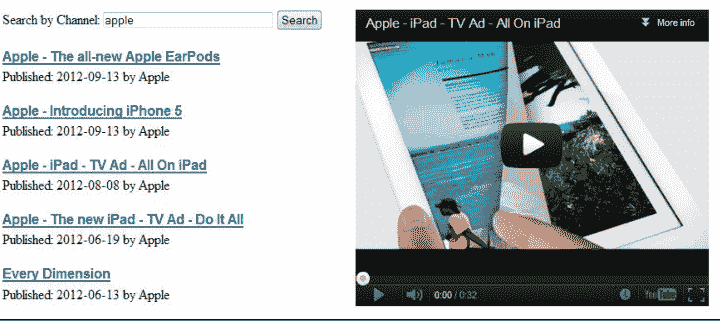 Search by Channel: apple Search
Apple - The all-new Apple EarPods
Published: 2012-09-13 by Apple
Apple - Introducing iPhone 5
Published: 2012-09-13 by Apple
Apple - iPad - TV Ad - All On iPad
Published: 2012-08-08 by Apple
Apple - The new iPad - TV Ad - Do It All
Published: 2012-06-19 by Apple
Every Dimension
Published: 2012-06-13 by Apple
Apple - iPad - TV Ad - All On iPad More info
0:00 / 0:32 YouTube